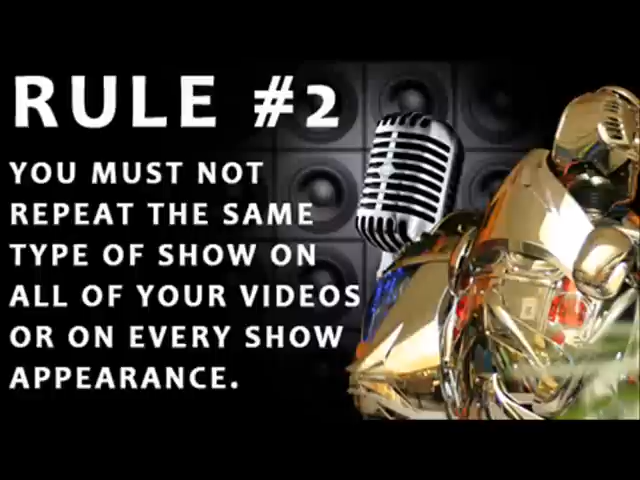 RULE #2
YOU MUST NOT
REPEAT THE SAME
TYPE OF SHOW ON
ALL OF YOUR VIDEOS
OR ON EVERY SHOW
APPEARANCE.